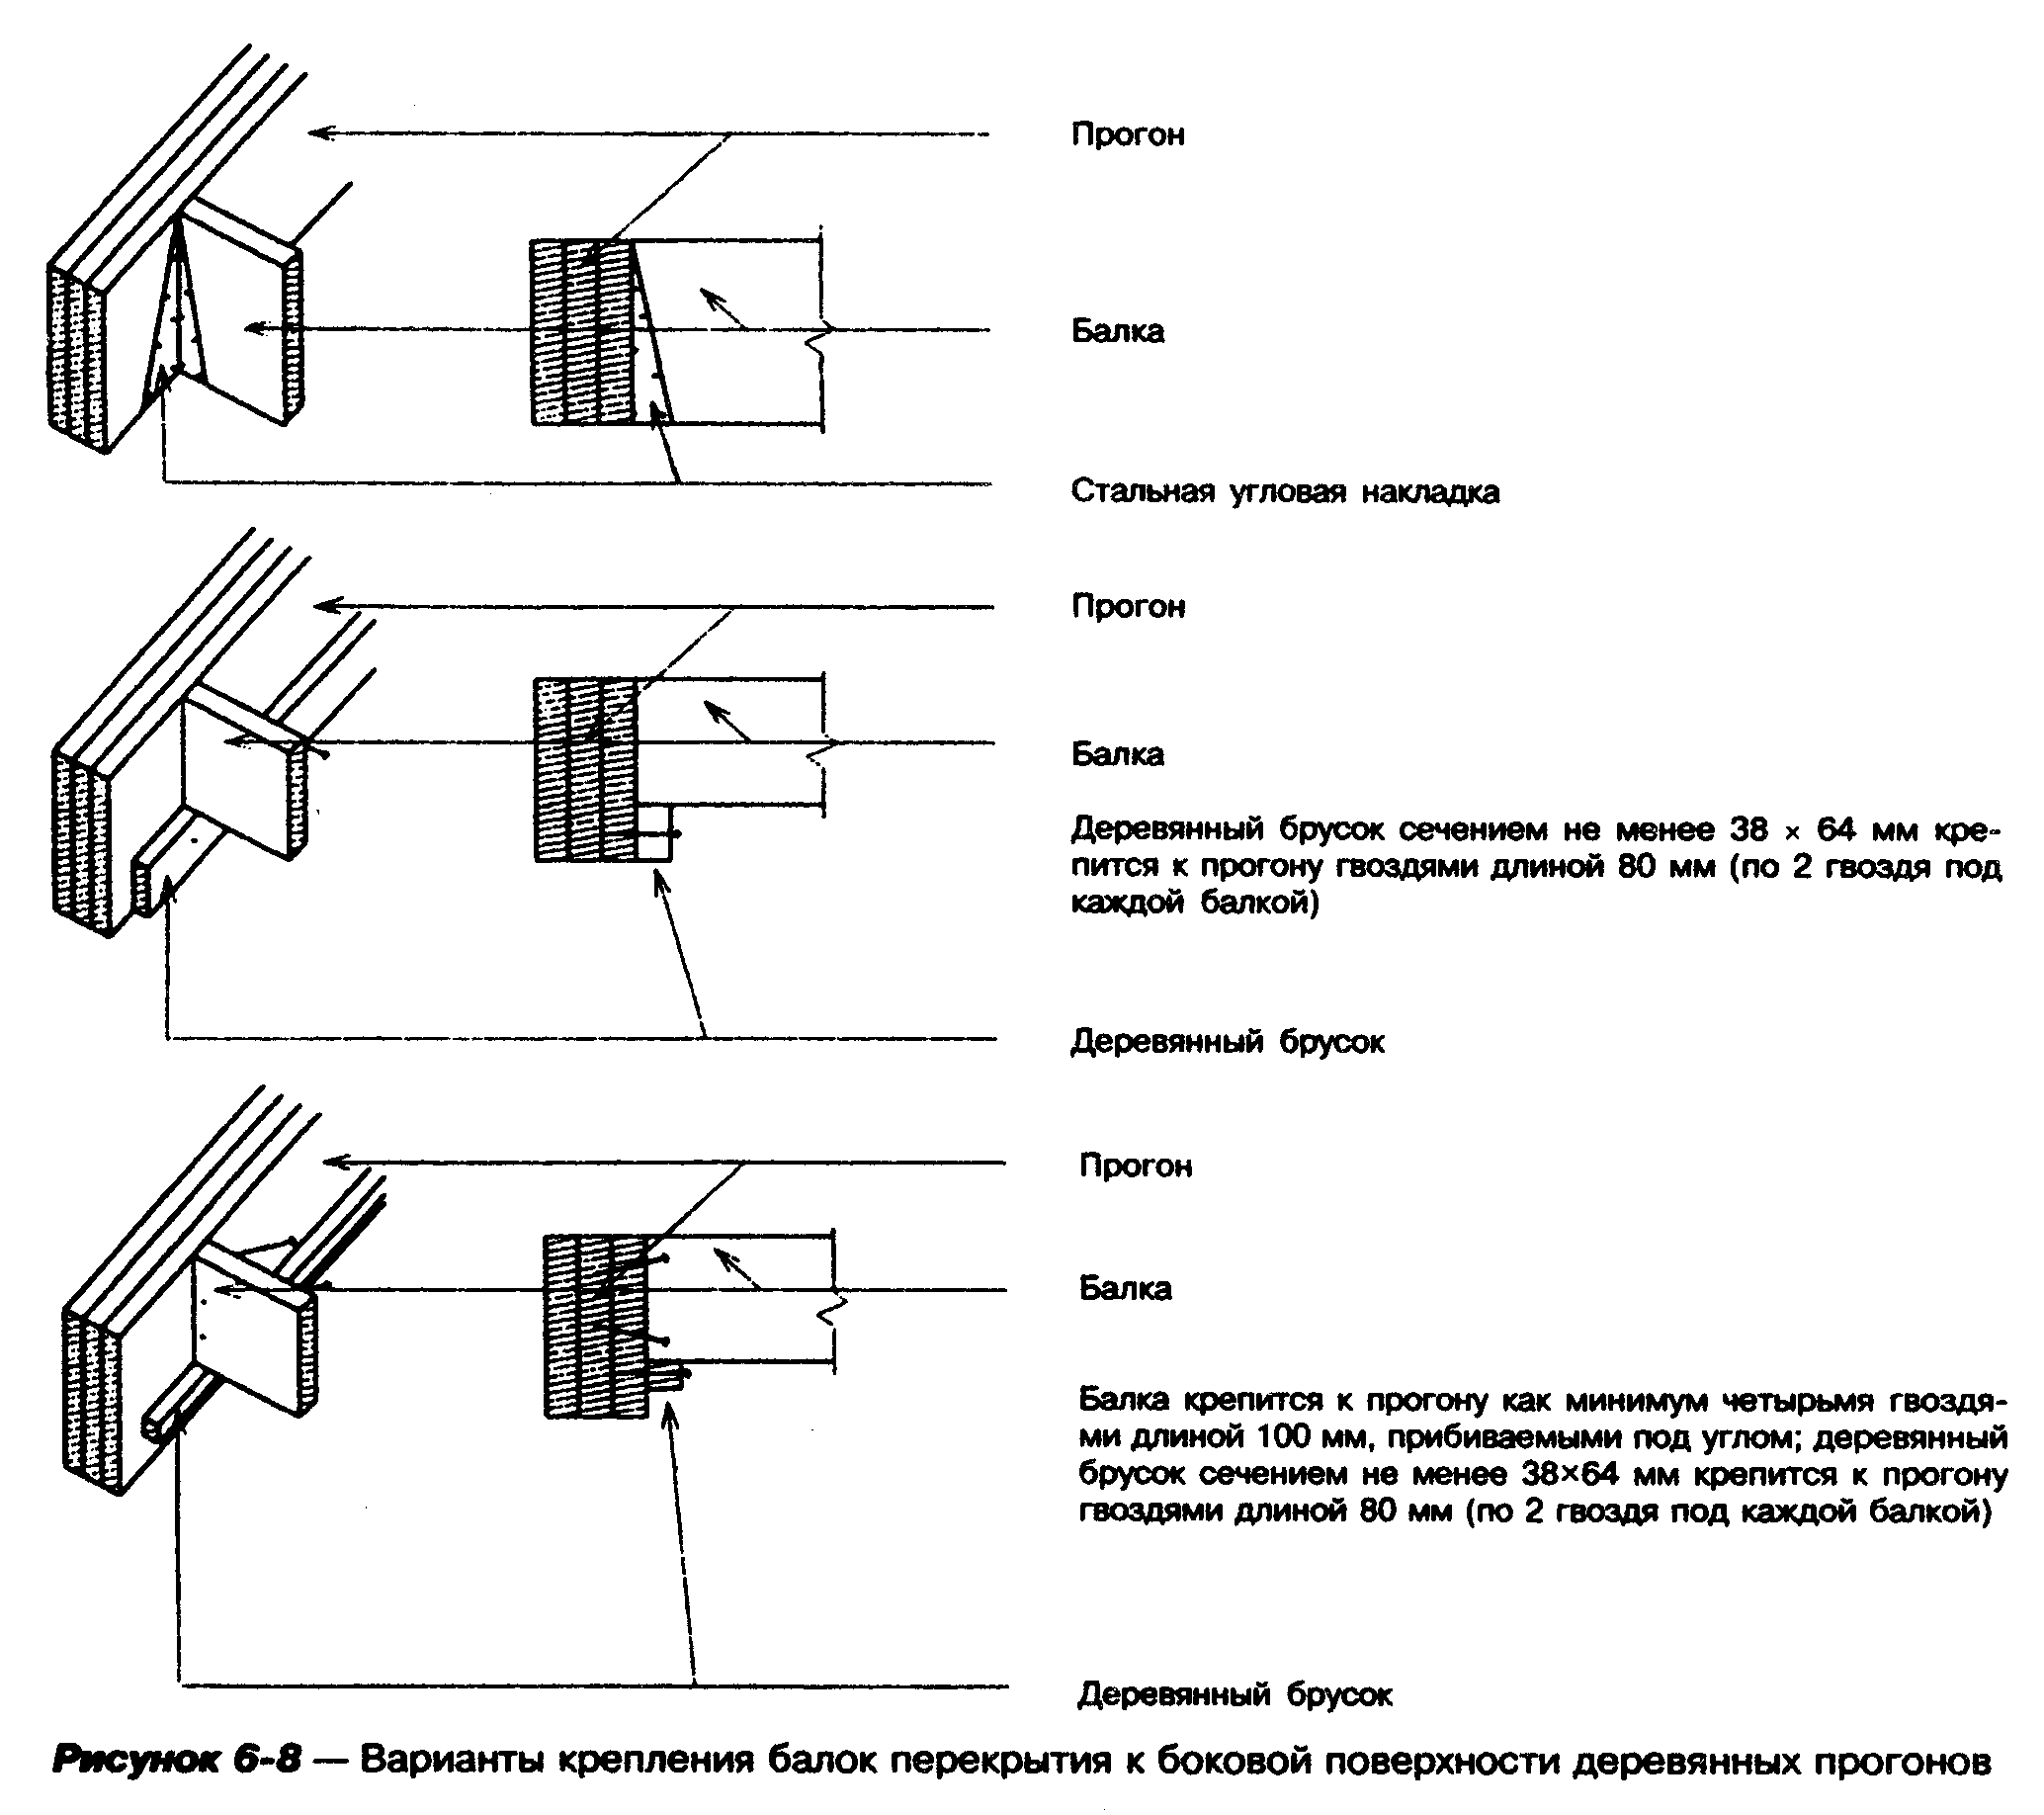 Прогон
Балка
Стальная угловая накладка
Прогон
Балка
Деревянный брусок сечением не менее 38 × 64 мм кре-
пится к прогону гвоздями длиной 80 мм (по 2 гвоздя под
каждой балкой)
Деревянный брусок
Прогон
Балка
Балка крепится к прогону как минимум четырьмя гвоздя-
ми длиной 100 мм, прибиваемыми под углом; деревянный
брусок сечением не менее 38×64 мм крепится к прогону
гвоздями длиной 80 мм (по 2 гвоздя под каждой балкой)
Деревянный брусок
Рисунок 6-8 — Варианты крепления балок перекрытия к боковой поверхности деревянных прогонов